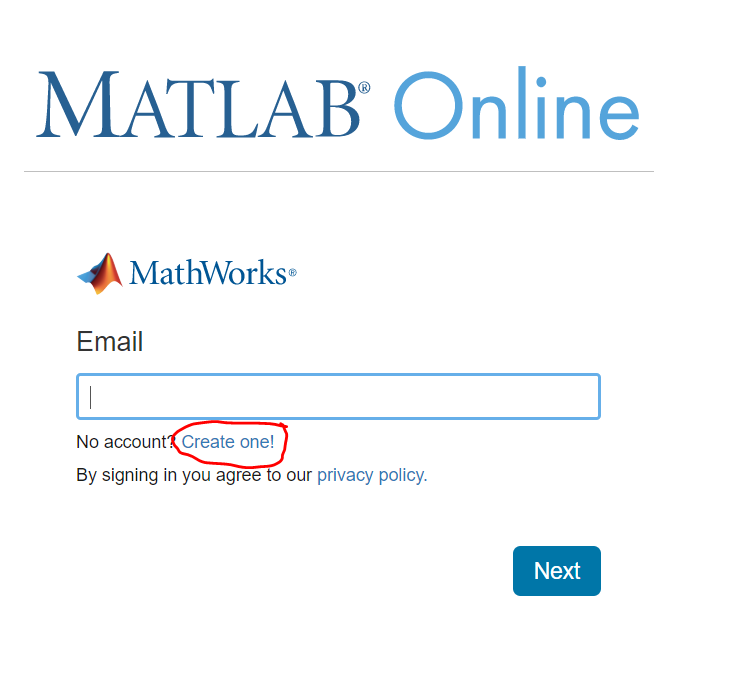 MATLAB® Online
MathWorks®
Email
No account? Create one!
By signing in you agree to our privacy policy.
Next